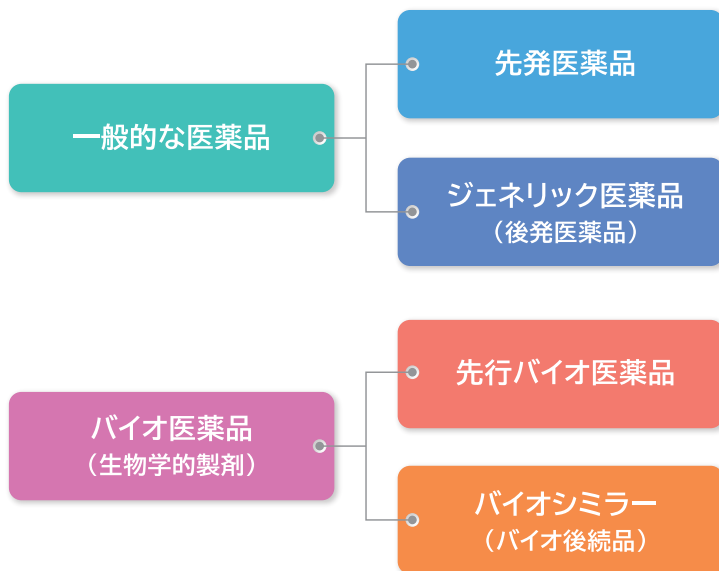 先発医薬品
一般的な医薬品
ジェネリック医薬品
（後発医薬品）
先行バイオ医薬品
バイオ医薬品
（生物学的製剤）
バイオシミラー
（バイオ後続品）